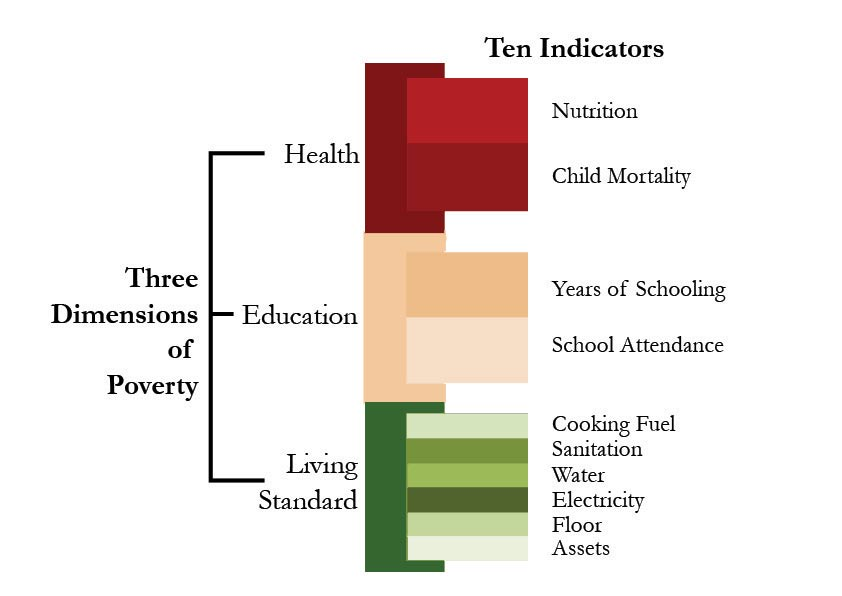 Ten Indicators
Three
Dimensions
of
Poverty
Health
Nutrition
Child Mortality
Education
Years of Schooling
School Attendance
Living
Standard
Cooking Fuel
Sanitation
Water
Electricity
Floor
Assets